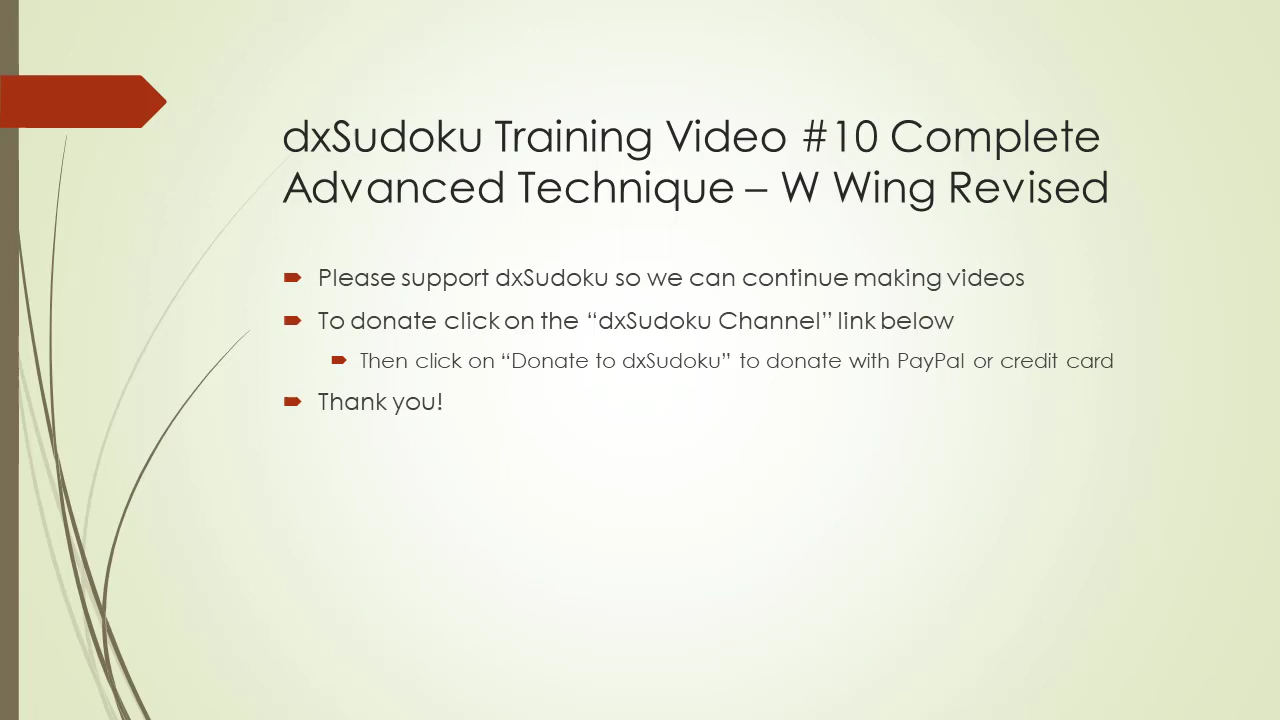 dxSudoku Training Video #10 Complete
Advanced Technique – W Wing Revised
Please support dxSudoku so we can continue making videos
To donate click on the “dxSudoku Channel” link below
Then click on “Donate to dxSudoku” to donate with PayPal or credit card
Thank you!